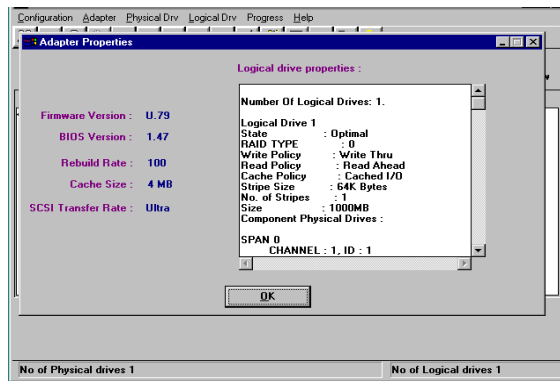 Configuration Adapter Physical Drv Logical Drv Progress Help
Adapter Properties
Logical drive properties :
Firmware Version : U.79
BIOS Version : 1.47
Rebuild Rate : 100
Cache Size : 4 MB
SCSI Transfer Rate : Ultra
Number Of Logical Drives: 1.
Logical Drive 1
State : Optimal
RAID TYPE : 0
Write Policy : Write Thru
Read Policy : Read Ahead
Cache Policy : Cached I/O
Stripe Size : 64K Bytes
No. of Stripes : 1
Size : 1000MB
Component Physical Drives :
SPAN 0
CHANNEL : 1, ID : 1
OK
No of Physical drives 1
No of Logical drives 1